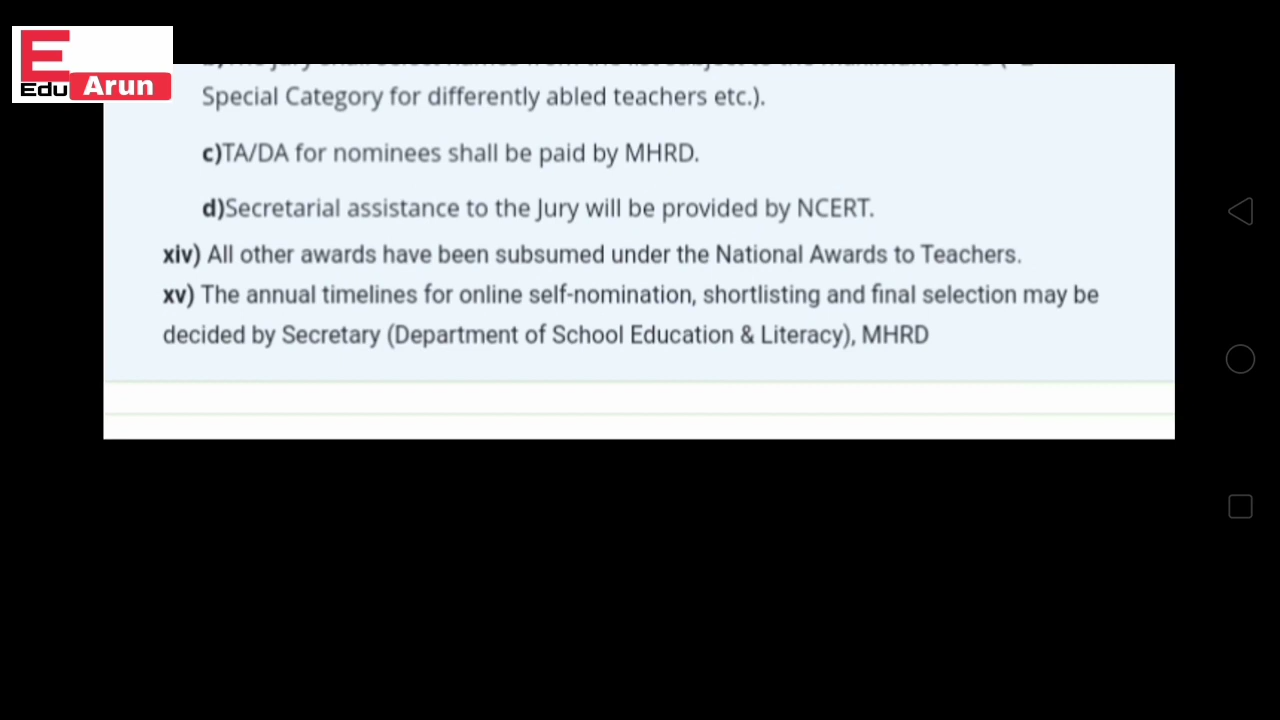 E
Edu Arun
Special Category for differently abled teachers etc.).
c)TA/DA for nominees shall be paid by MHRD.
d)Secretarial assistance to the Jury will be provided by NCERT.
xiv) All other awards have been subsumed under the National Awards to Teachers.
xv) The annual timelines for online self-nomination, shortlisting and final selection may be
decided by Secretary (Department of School Education & Literacy), MHRD